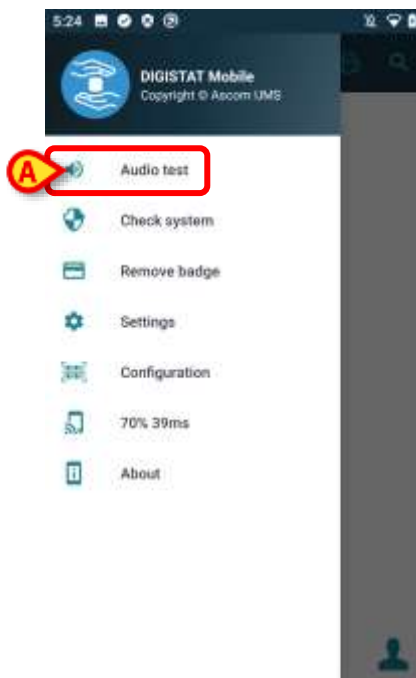 5:24
DIGISTAT Mobile
Copyright © Ascom UMS
A
Audio test
Check system
Remove badge
Settings
Configuration
70% 39ms
About